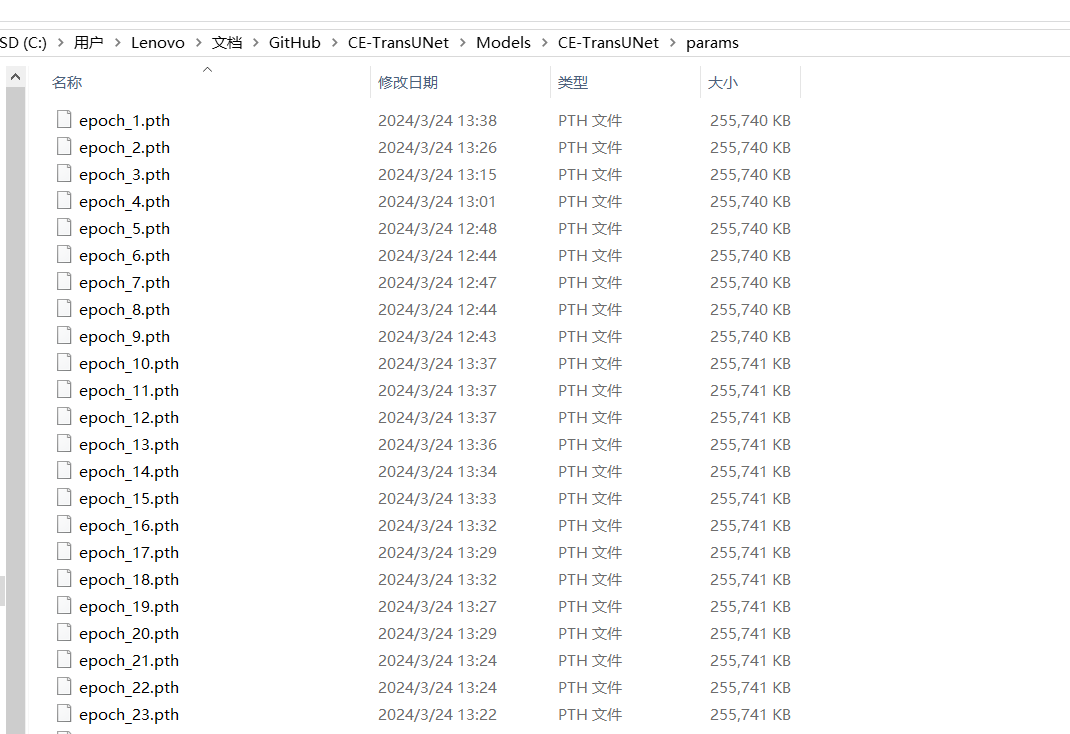 SD (C:) > 用户 > Lenovo > 文档 > GitHub > CE-TransUNet > Models > CE-TransUNet > params
名称 修改日期 类型 大小
epoch_1.pth 2024/3/24 13:38 PTH 文件 255,740 KB
epoch_2.pth 2024/3/24 13:26 PTH 文件 255,740 KB
epoch_3.pth 2024/3/24 13:15 PTH 文件 255,740 KB
epoch_4.pth 2024/3/24 13:01 PTH 文件 255,740 KB
epoch_5.pth 2024/3/24 12:48 PTH 文件 255,740 KB
epoch_6.pth 2024/3/24 12:44 PTH 文件 255,740 KB
epoch_7.pth 2024/3/24 12:47 PTH 文件 255,740 KB
epoch_8.pth 2024/3/24 12:44 PTH 文件 255,740 KB
epoch_9.pth 2024/3/24 12:43 PTH 文件 255,740 KB
epoch_10.pth 2024/3/24 13:37 PTH 文件 255,741 KB
epoch_11.pth 2024/3/24 13:37 PTH 文件 255,741 KB
epoch_12.pth 2024/3/24 13:37 PTH 文件 255,741 KB
epoch_13.pth 2024/3/24 13:36 PTH 文件 255,741 KB
epoch_14.pth 2024/3/24 13:34 PTH 文件 255,741 KB
epoch_15.pth 2024/3/24 13:33 PTH 文件 255,741 KB
epoch_16.pth 2024/3/24 13:32 PTH 文件 255,741 KB
epoch_17.pth 2024/3/24 13:29 PTH 文件 255,741 KB
epoch_18.pth 2024/3/24 13:32 PTH 文件 255,741 KB
epoch_19.pth 2024/3/24 13:27 PTH 文件 255,741 KB
epoch_20.pth 2024/3/24 13:29 PTH 文件 255,741 KB
epoch_21.pth 2024/3/24 13:24 PTH 文件 255,741 KB
epoch_22.pth 2024/3/24 13:24 PTH 文件 255,741 KB
epoch_23.pth 2024/3/24 13:22 PTH 文件 255,741 KB